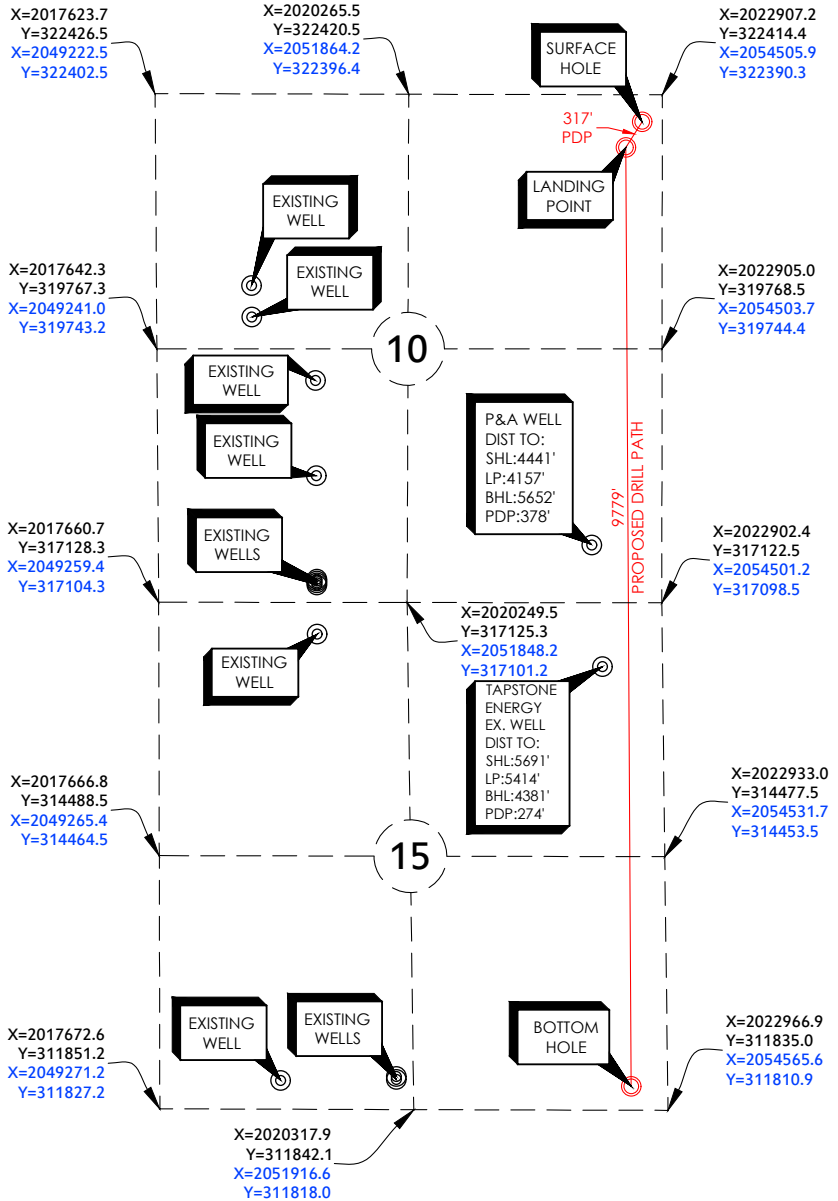 X=2017623.7
Y=322426.5
X=2049222.5
Y=322402.5
X=2020265.5
Y=322420.5
X=2051864.2
Y=322396.4
X=2022907.2
Y=322414.4
X=2054505.9
Y=322390.3
SURFACE
HOLE
317'
PDP
LANDING
POINT
EXISTING
WELL
EXISTING
WELL
X=2017642.3
Y=319767.3
X=2049241.0
Y=319743.2
X=2022905.0
Y=319768.5
X=2054503.7
Y=319744.4
10
EXISTING
WELL
EXISTING
WELL
P&A WELL
DIST TO:
SHL:4441'
LP:4157'
BHL:5652'
PDP:378'
9779'
PROPOSED DRILL PATH
EXISTING
WELLS
X=2017660.7
Y=317128.3
X=2049259.4
Y=317104.3
X=2022902.4
Y=317122.5
X=2054501.2
Y=317098.5
X=2020249.5
Y=317125.3
X=2051848.2
Y=317101.2
EXISTING
WELL
TAPSTONE
ENERGY
EX. WELL
DIST TO:
SHL:5691'
LP:5414'
BHL:4381'
PDP:274'
X=2017666.8
Y=314488.5
X=2049265.4
Y=314464.5
X=2022933.0
Y=314477.5
X=2054531.7
Y=314453.5
15
EXISTING
WELL
EXISTING
WELLS
BOTTOM
HOLE
X=2017672.6
Y=311851.2
X=2049271.2
Y=311827.2
X=2022966.9
Y=311835.0
X=2054565.6
Y=311810.9
X=2020317.9
Y=311842.1
X=2051916.6
Y=311818.0